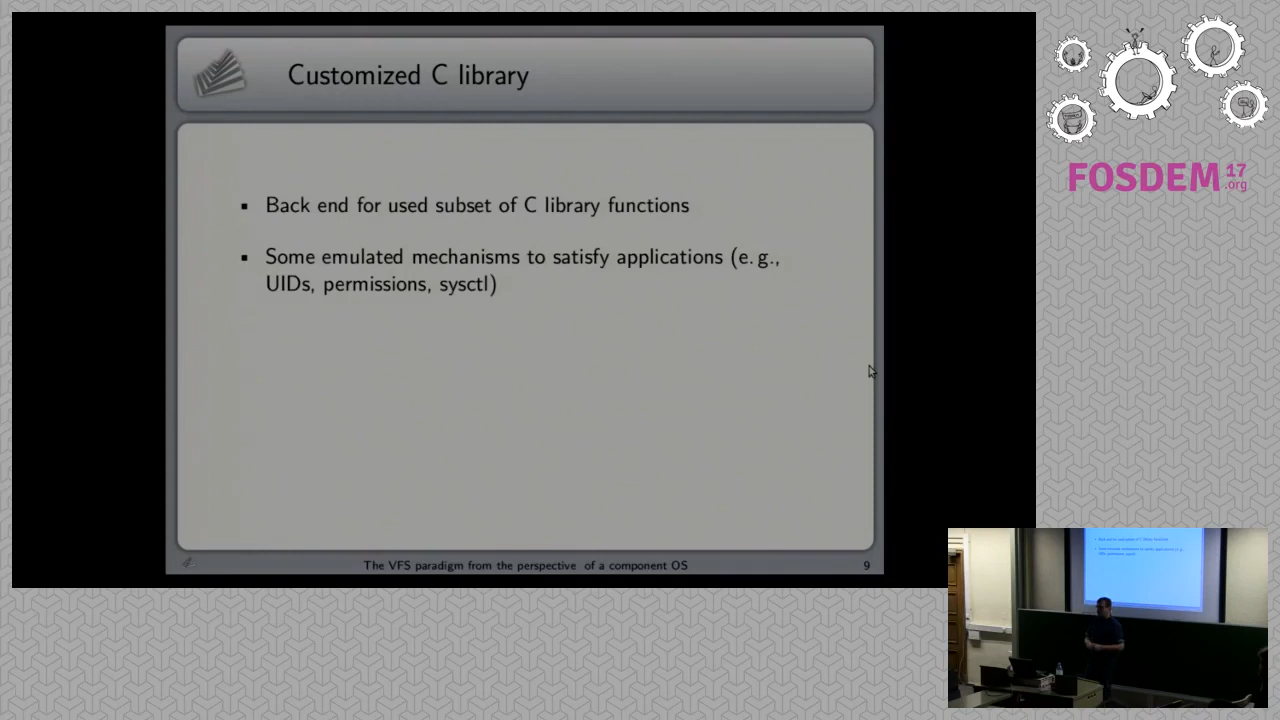 Customized C library
▪ Back end for used subset of C library functions
▪ Some emulated mechanisms to satisfy applications (e. g.,
UIDs, permissions, sysctl)
The VFS paradigm from the perspective of a component OS
9
FOSDEM 17
.org